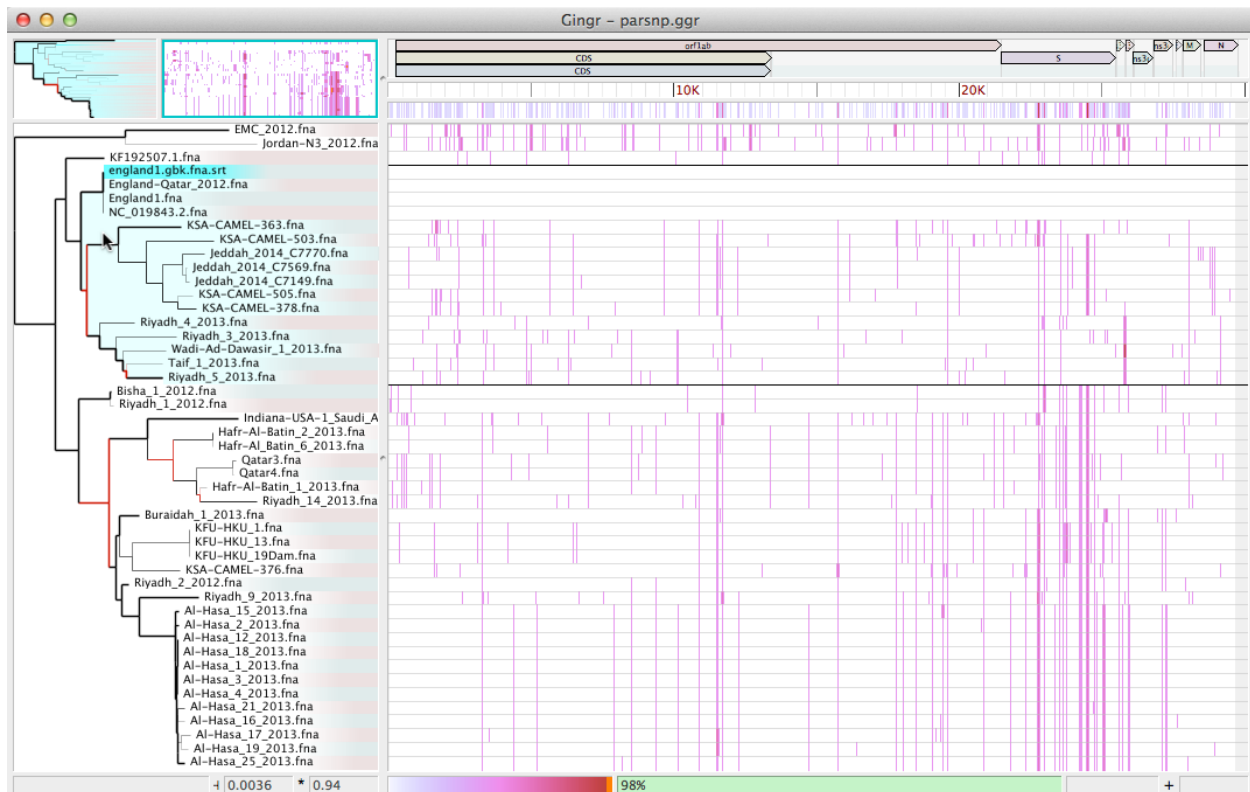 Gingr – parsnp.ggr
orf1ab
CDS
S
ns3
M
N
ns3j
CDS
10K
20K
EMC_2012.fna
Jordan-N3_2012.fna
KF192507.1.fna
england1.gbk.fna.srt
England-Qatar_2012.fna
England1.fna
NC_019843.2.fna
KSA-CAMEL-363.fna
KSA-CAMEL-503.fna
Jeddah_2014_C7770.fna
Jeddah_2014_C7569.fna
Jeddah_2014_C7149.fna
KSA-CAMEL-505.fna
KSA-CAMEL-378.fna
Riyadh_4_2013.fna
Riyadh_3_2013.fna
Wadi-Ad-Dawasir_1_2013.fna
Taif_1_2013.fna
Riyadh_5_2013.fna
Bisha_1_2012.fna
Riyadh_1_2012.fna
Indiana-USA-1_Saudi_A
Hafr-Al-Batin_2_2013.fna
Hafr-Al_Batin_6_2013.fna
Qatar3.fna
Qatar4.fna
Hafr-Al-Batin_1_2013.fna
Riyadh_14_2013.fna
Buraidah_1_2013.fna
KFU-HKU_1.fna
KFU-HKU_13.fna
KFU-HKU_19Dam.fna
KSA-CAMEL-376.fna
Riyadh_2_2012.fna
Riyadh_9_2013.fna
Al-Hasa_15_2013.fna
Al-Hasa_2_2013.fna
Al-Hasa_12_2013.fna
Al-Hasa_18_2013.fna
Al-Hasa_1_2013.fna
Al-Hasa_3_2013.fna
Al-Hasa_4_2013.fna
Al-Hasa_21_2013.fna
Al-Hasa_16_2013.fna
Al-Hasa_17_2013.fna
Al-Hasa_19_2013.fna
Al-Hasa_25_2013.fna
0.0036 * 0.94 98% +